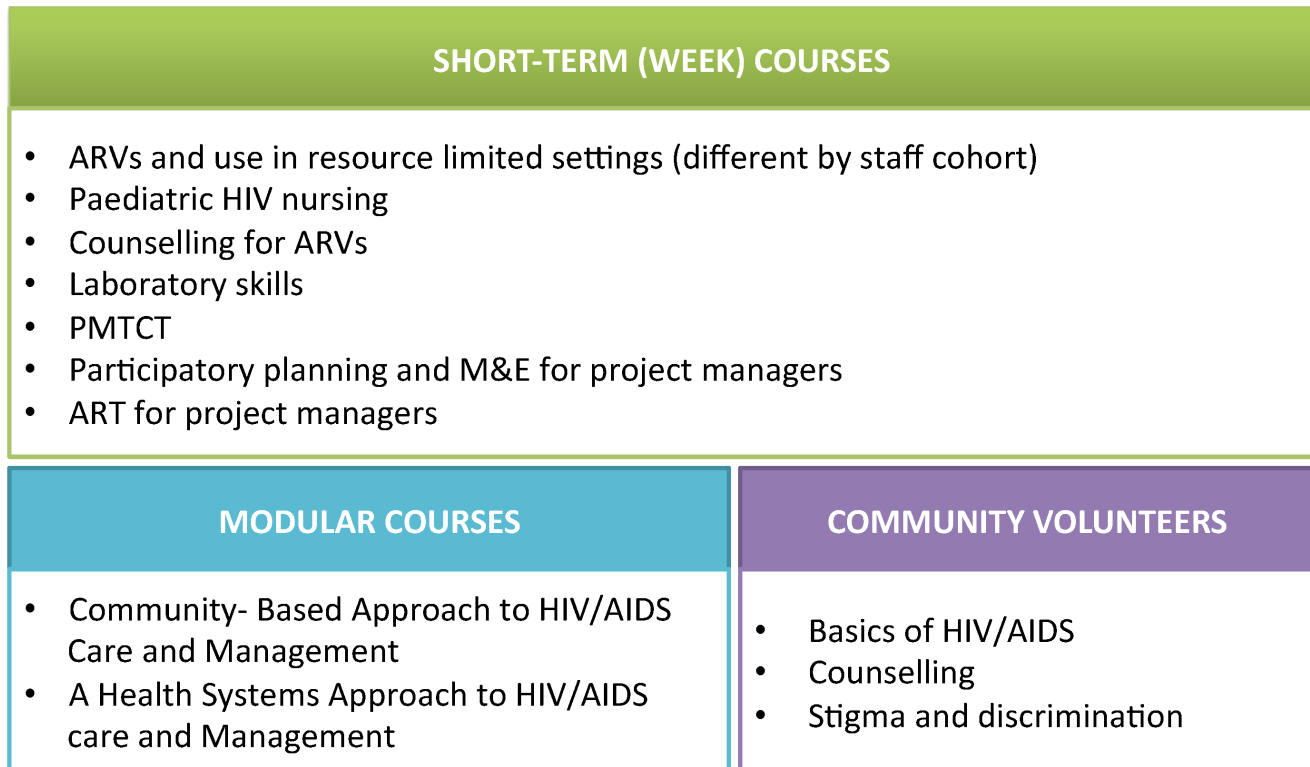 SHORT-TERM (WEEK) COURSES
• ARVs and use in resource limited settings (different by staff cohort)
• Paediatric HIV nursing
• Counselling for ARVs
• Laboratory skills
• PMTCT
• Participatory planning and M&E for project managers
• ART for project managers
MODULAR COURSES
• Community- Based Approach to HIV/AIDS
Care and Management
• A Health Systems Approach to HIV/AIDS
care and Management
COMMUNITY VOLUNTEERS
• Basics of HIV/AIDS
• Counselling
• Stigma and discrimination